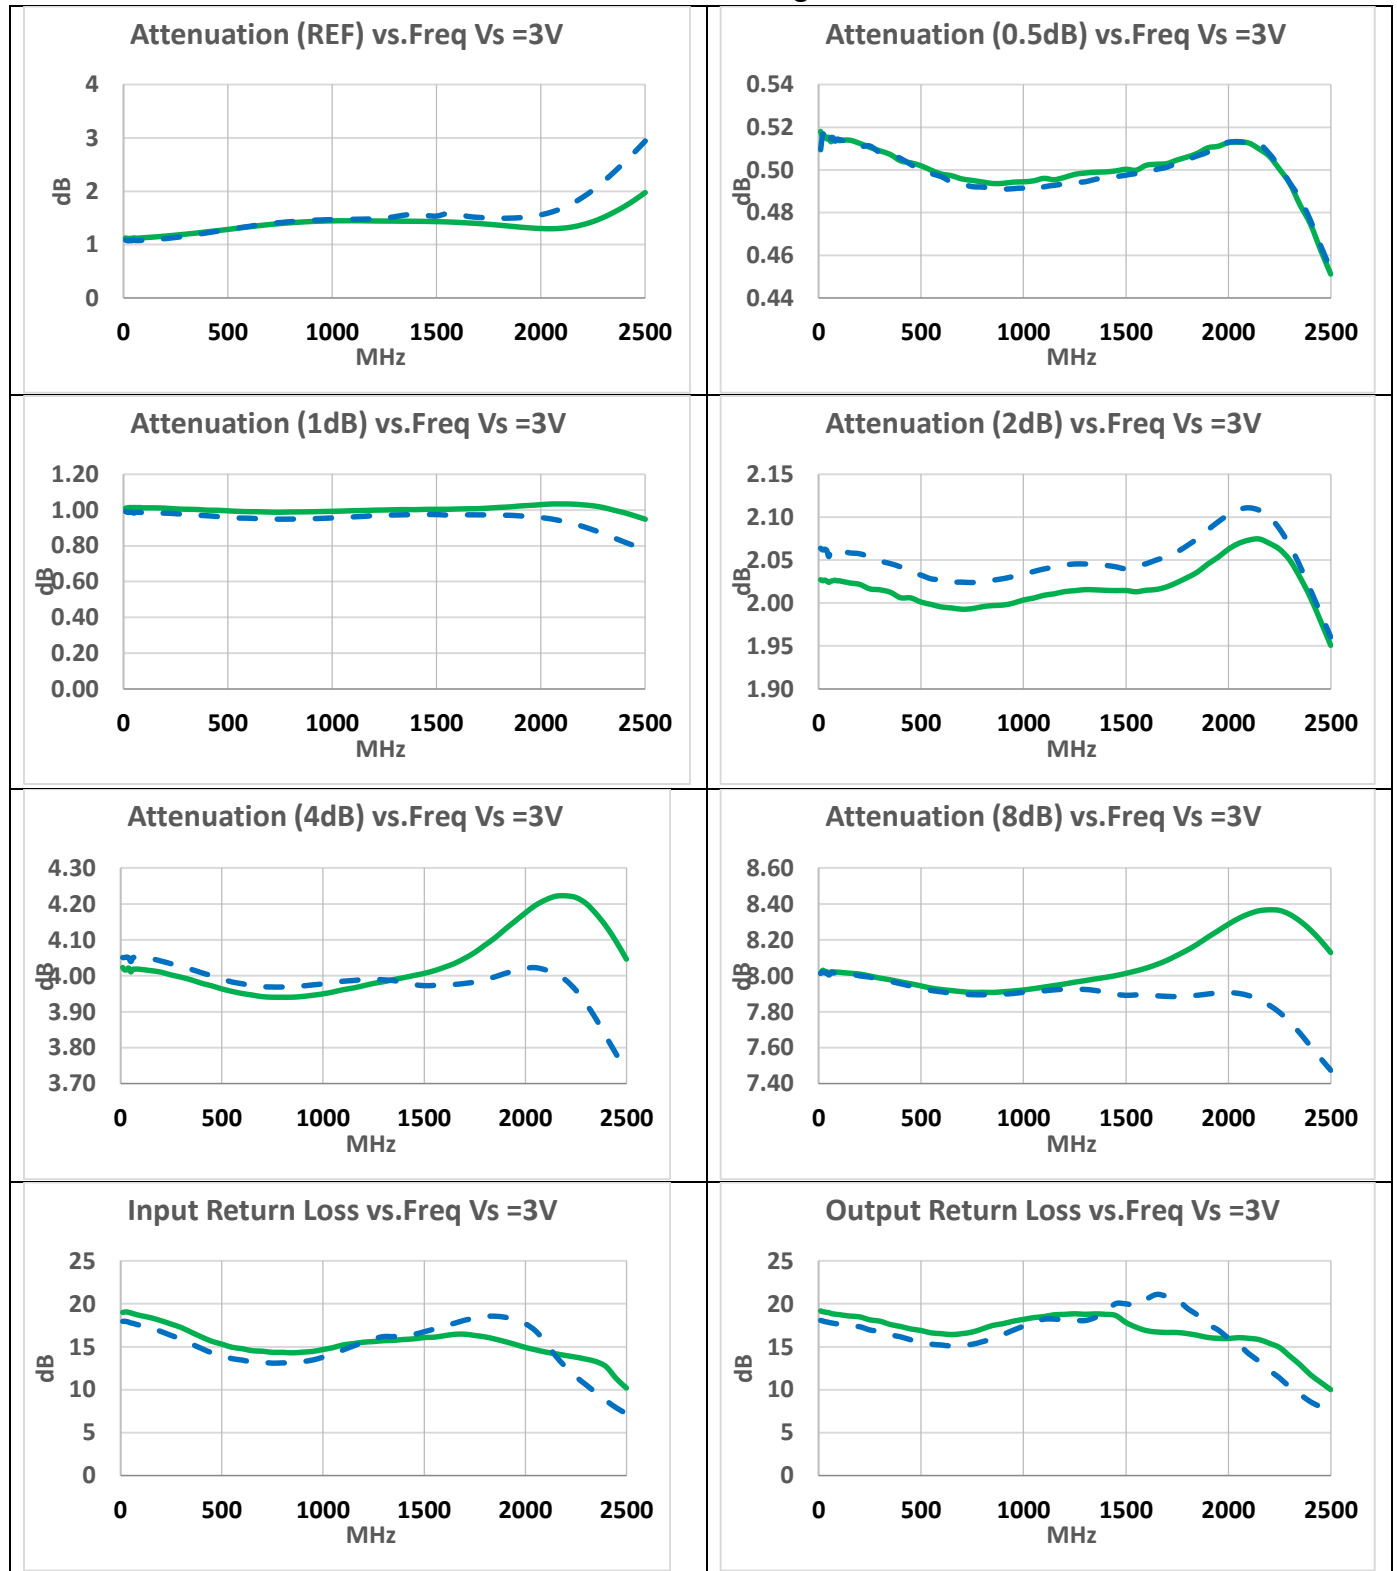 Attenuation (REF) vs.Freq Vs =3V
4
3
2
1
0
dB
0 500 1000 1500 2000 2500
MHz
Attenuation (0.5dB) vs.Freq Vs =3V
0.54
0.52
0.50
0.48
0.46
0.44
dB
0 500 1000 1500 2000 2500
MHz
Attenuation (1dB) vs.Freq Vs =3V
1.20
1.00
0.80
0.60
0.40
0.20
0.00
dB
0 500 1000 1500 2000 2500
MHz
Attenuation (2dB) vs.Freq Vs =3V
2.15
2.10
2.05
2.00
1.95
1.90
dB
0 500 1000 1500 2000 2500
MHz
Attenuation (4dB) vs.Freq Vs =3V
4.30
4.20
4.10
4.00
3.90
3.80
3.70
dB
0 500 1000 1500 2000 2500
MHz
Attenuation (8dB) vs.Freq Vs =3V
8.60
8.40
8.20
8.00
7.80
7.60
7.40
dB
0 500 1000 1500 2000 2500
MHz
Input Return Loss vs.Freq Vs =3V
25
20
15
10
5
0
dB
0 500 1000 1500 2000 2500
MHz
Output Return Loss vs.Freq Vs =3V
25
20
15
10
5
0
dB
0 500 1000 1500 2000 2500
MHz